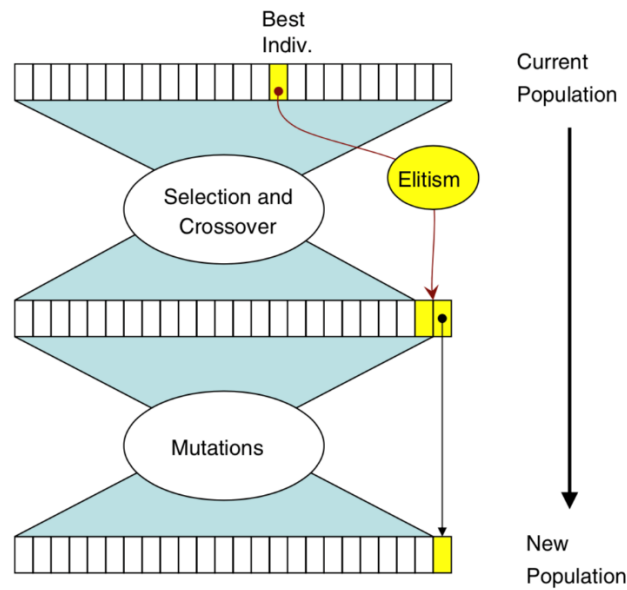 Best
Indiv.
Current
Population
Elitism
Selection and
Crossover
Mutations
New
Population